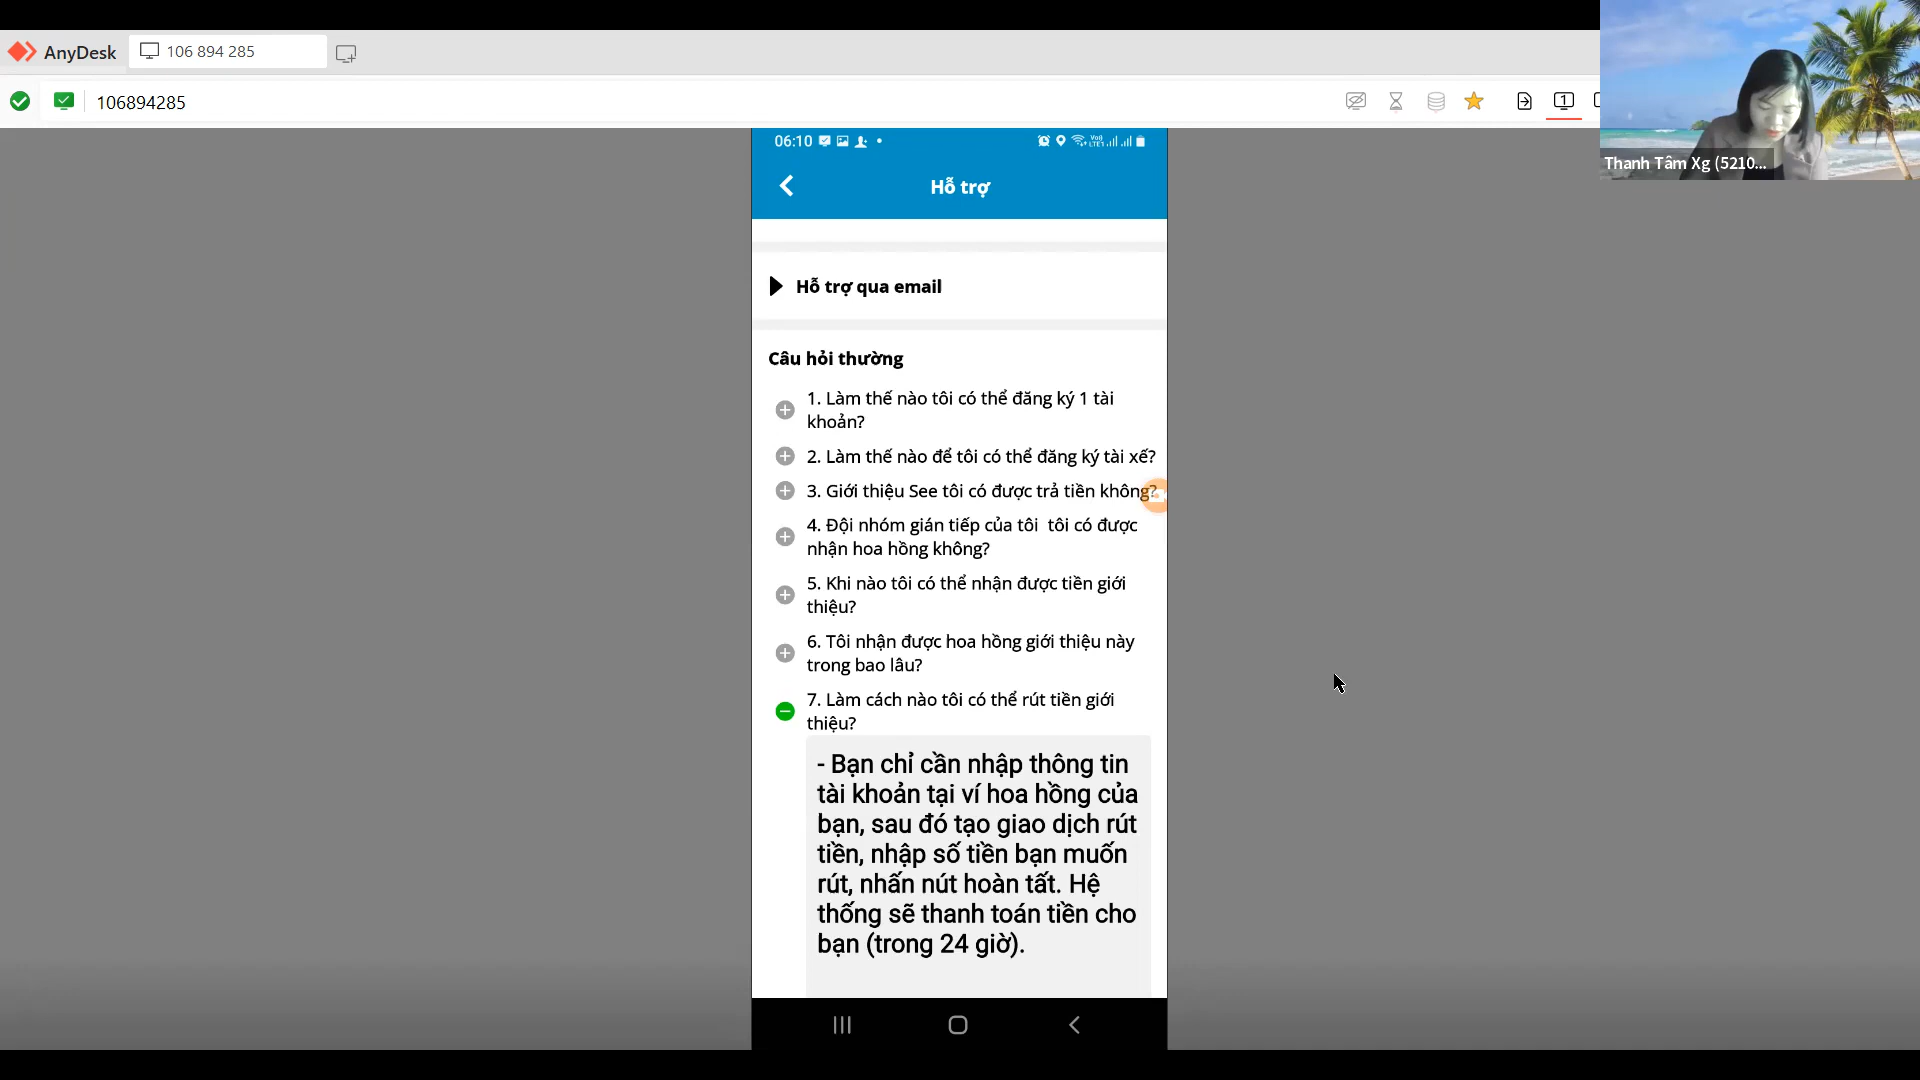 AnyDesk
106 894 285
106894285
1
Thanh Tâm Xg (5210...
06:10
Hỗ trợ
Hỗ trợ qua email
Câu hỏi thường
1. Làm thế nào tôi có thể đăng ký 1 tài
khoản?
2. Làm thế nào để tôi có thể đăng ký tài xế?
3. Giới thiệu See tôi có được trả tiền không?
4. Đội nhóm gián tiếp của tôi  tôi có được
nhận hoa hồng không?
5. Khi nào tôi có thể nhận được tiền giới
thiệu?
6. Tôi nhận được hoa hồng giới thiệu này
trong bao lâu?
7. Làm cách nào tôi có thể rút tiền giới
thiệu?
- Bạn chỉ cần nhập thông tin
tài khoản tại ví hoa hồng của
bạn, sau đó tạo giao dịch rút
tiền, nhập số tiền bạn muốn
rút, nhấn nút hoàn tất. Hệ
thống sẽ thanh toán tiền cho
bạn (trong 24 giờ).